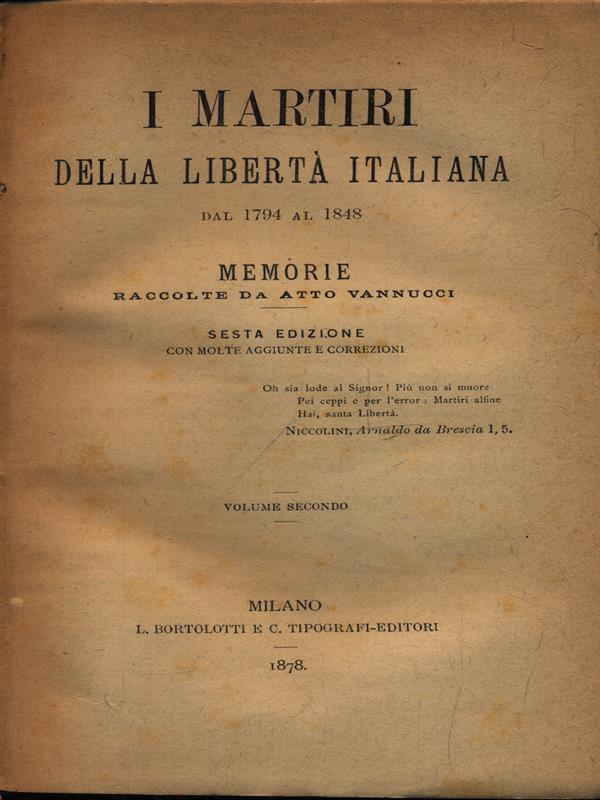 I MARTIRI
DELLA LIBERTÀ ITALIANA
DAL 1794 AL 1848
MEMORIE
RACCOLTE DA ATTO VANNUCCI
SESTA EDIZIONE
CON MOLTE AGGIUNTE E CORREZIONI
Oh sia lode al Signor! Più non si muore
Pei ceppi e per l'error: Martiri alfine
Hai, santa Libertá.
NICCOLINI, Arnaldo da Brescia 1, 5.
VOLUME SECONDO
MILANO
L. BORTOLOTTI E C. TIPOGRAFI-EDITORI
1878.